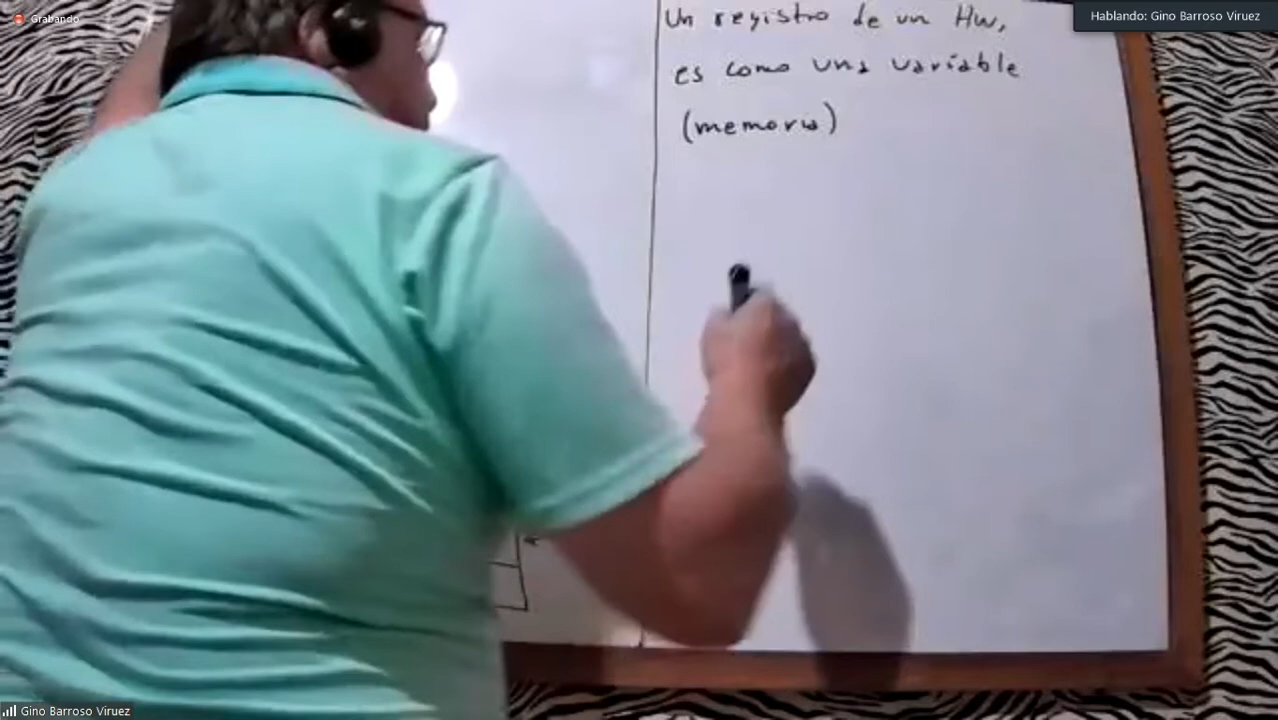 Grabando
Hablando: Gino Barroso Viruez
Un registro de un Hw,
es como una variable
(memoria)
Gino Barroso Viruez